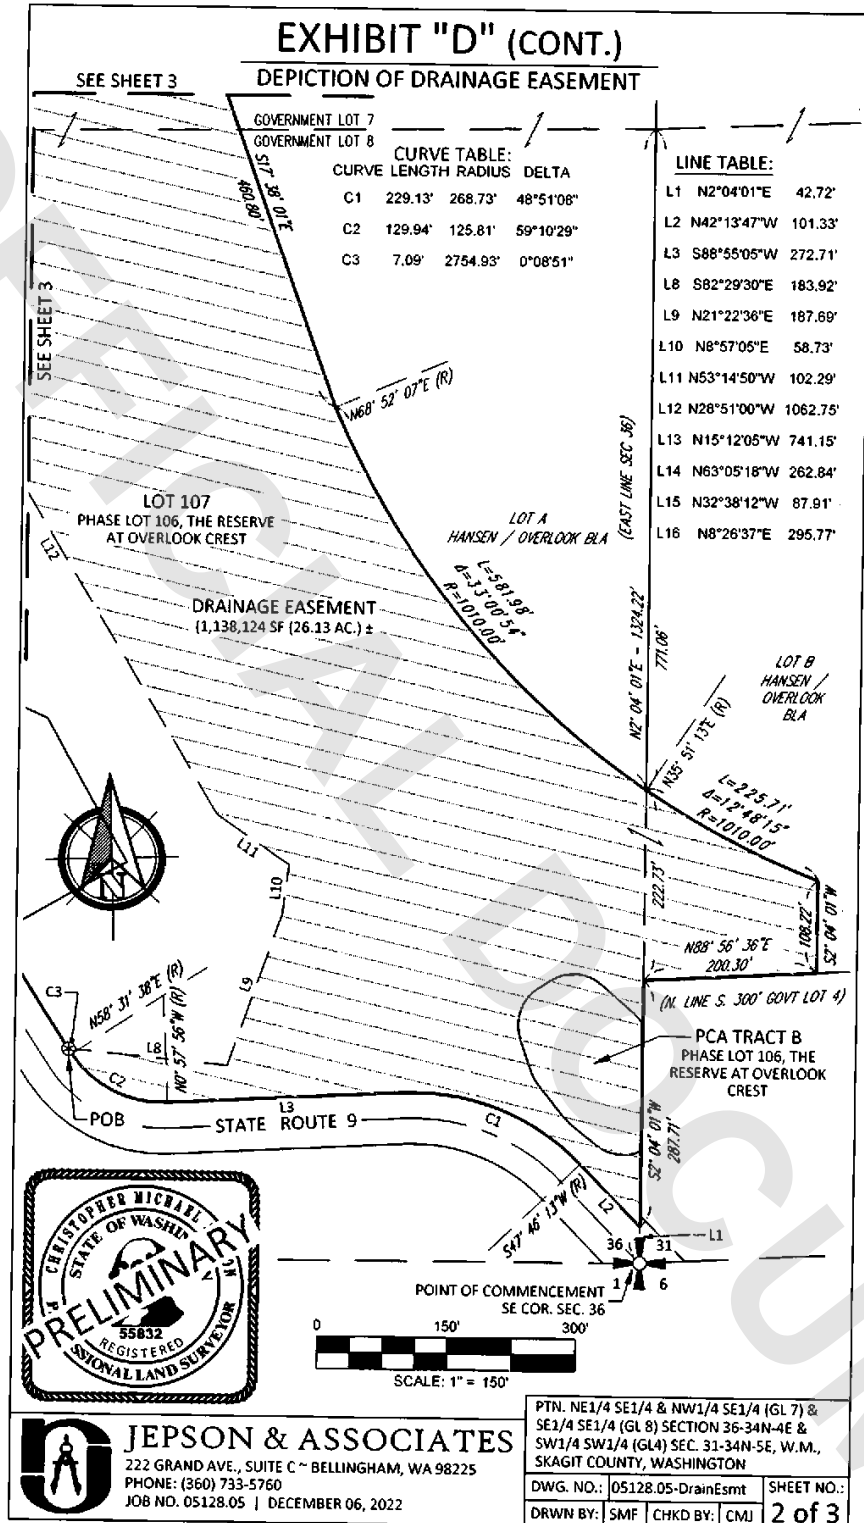 EXHIBIT "D" (CONT.)
DEPICTION OF DRAINAGE EASEMENT
SEE SHEET 3
GOVERNMENT LOT 7
GOVERNMENT LOT 8
S17° 38' 01"E
460.80'
CURVE TABLE:
CURVE LENGTH RADIUS DELTA
C1 229.13' 268.73' 48°51'08"
C2 129.94' 125.81' 59°10'29"
C3 7.09' 2754.93' 0°08'51"
LINE TABLE:
L1 N2°04'01"E 42.72'
L2 N42°13'47"W 101.33'
L3 S88°55'05"W 272.71'
L8 S82°29'30"E 183.92'
L9 N21°22'36"E 187.69'
L10 N8°57'05"E 58.73'
L11 N53°14'50"W 102.29'
L12 N28°51'00"W 1062.75'
L13 N15°12'05"W 741.15'
L14 N63°05'18"W 262.84'
L15 N32°38'12"W 87.91'
L16 N8°26'37"E 295.77'
SEE SHEET 3
N68° 52' 07"E (R)
(EAST LINE SEC 36)
LOT 107
PHASE LOT 106, THE RESERVE
AT OVERLOOK CREST
L12
LOT A
HANSEN / OVERLOOK BLA
L=581.98'
Δ=33°00'54"
R=1010.00'
DRAINAGE EASEMENT
(1,138,124 SF (26.13 AC.) ±
N2° 04' 01"E - 1324.22'
771.06'
LOT B
HANSEN /
OVERLOOK
BLA
N35° 51' 13"E (R)
L=225.71'
Δ=12°48'15"
R=1010.00'
L11
L10
N
222.73'
108.22'
S2° 04' 01"W
N88° 56' 36"E
200.30'
(N. LINE S. 300' GOVT LOT 4)
C3
N58° 31' 38"E (R)
N0° 57' 56"W (R)
L9
L8
PCA TRACT B
PHASE LOT 106, THE
RESERVE AT OVERLOOK
CREST
C2
L3
C1
POB
STATE ROUTE 9
S2° 04' 01"W
287.71'
L2
S47° 46' 13"W (R)
L1
36 31
1 6
POINT OF COMMENCEMENT
SE COR. SEC. 36
CHRISTOPHER MICHAEL
STATE OF WASHIN
PRELIMINARY
55832
REGISTERED
SSIONAL LAND SURVEYOR
0 150' 300'
SCALE: 1" = 150'
JEPSON & ASSOCIATES
222 GRAND AVE., SUITE C ~ BELLINGHAM, WA 98225
PHONE: (360) 733-5760
JOB NO. 05128.05 | DECEMBER 06, 2022
PTN. NE1/4 SE1/4 & NW1/4 SE1/4 (GL 7) &
SE1/4 SE1/4 (GL 8) SECTION 36-34N-4E &
SW1/4 SW1/4 (GL4) SEC. 31-34N-5E, W.M.,
SKAGIT COUNTY, WASHINGTON
DWG. NO.: 05128.05-DrainEsmt SHEET NO.:
DRWN BY: SMF CHKD BY: CMJ 2 of 3